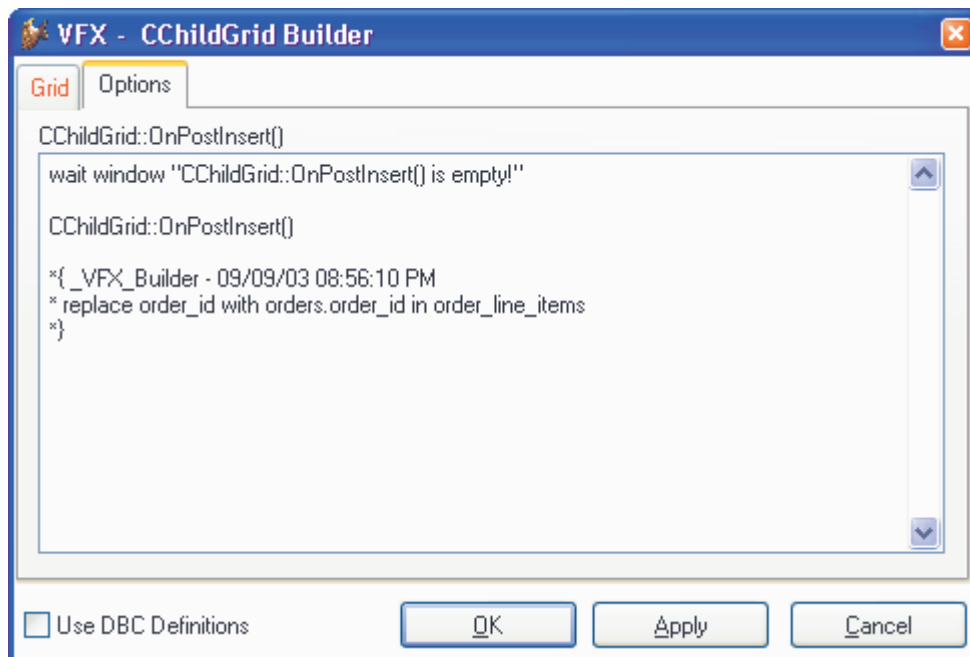 VFX - CChildGrid Builder
Grid Options
CChildGrid::OnPostInsert()
wait window "CChildGrid::OnPostInsert() is empty!"
CChildGrid::OnPostInsert()
*{ _VFX_Builder - 09/09/03 08:56:10 PM
* replace order_id with orders.order_id in order_line_items
*}
Use DBC Definitions OK Apply Cancel